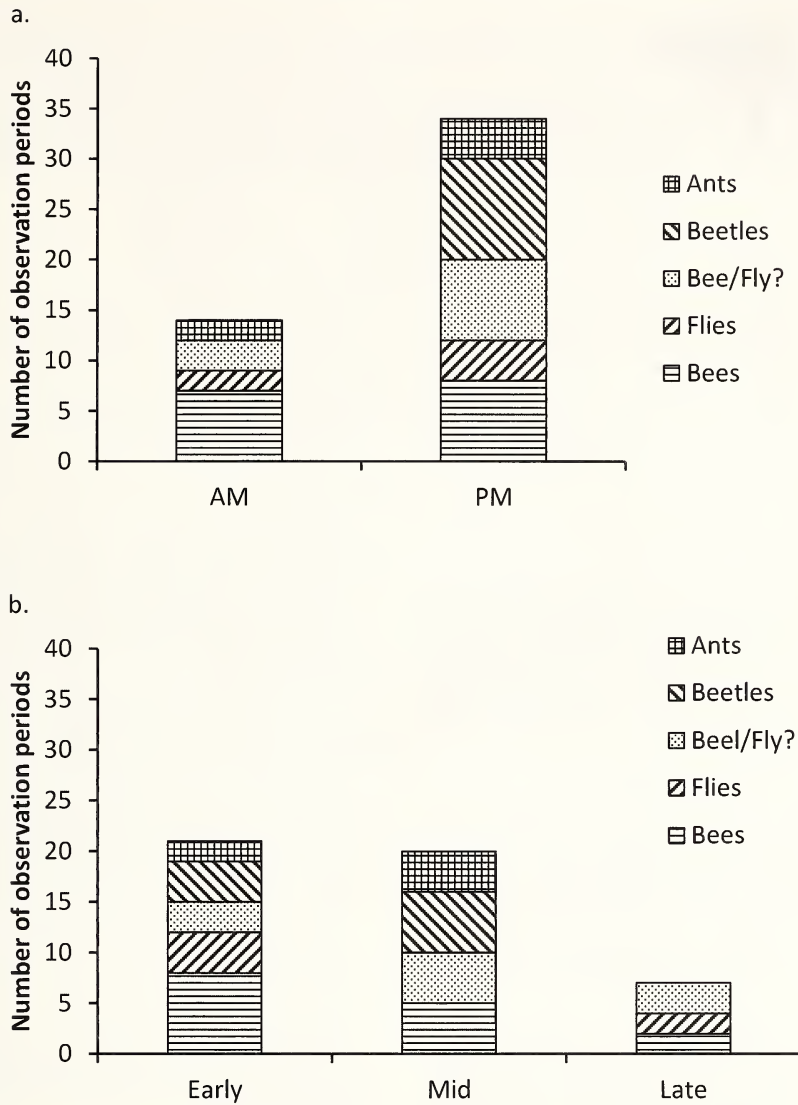 a.
40
35
30
25
20
15
10
5
0
Number of observation periods
AM
PM
Ants
Beetles
Bee/Fly?
Flies
Bees
b.
40
35
30
25
20
15
10
5
0
Number of observation periods
Early
Mid
Late
Ants
Beetles
Beel/Fly?
Flies
Bees